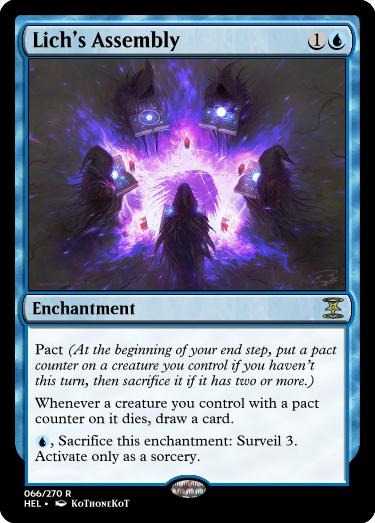 Lich's Assembly 1
Enchantment
Pact (At the beginning of your end step, put a pact
counter on a creature you control if you haven't
this turn, then sacrifice it if it has two or more.)
Whenever a creature you control with a pact
counter on it dies, draw a card.
, Sacrifice this enchantment: Surveil 3.
Activate only as a sorcery.
066/270 R
HEL • KoThoneKoT